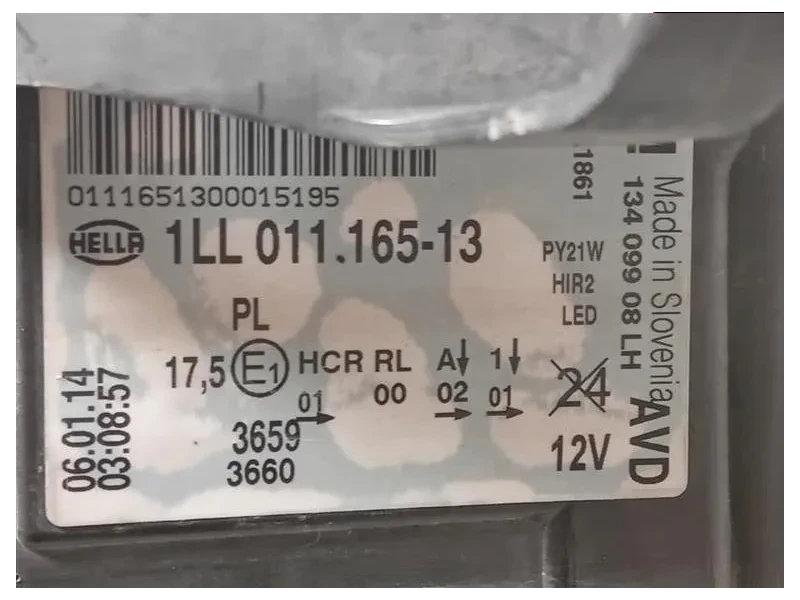 0111651300015195
HELLA 1LL 011.165-13
PL
17,5 E1 HCR RL A 1
01 00 02 01
3659
3660
PY21W
HIR2
LED
24
12V
06.01.14
03:08:57
1861
134 099 08 LH
Made in Slovenia
AVD